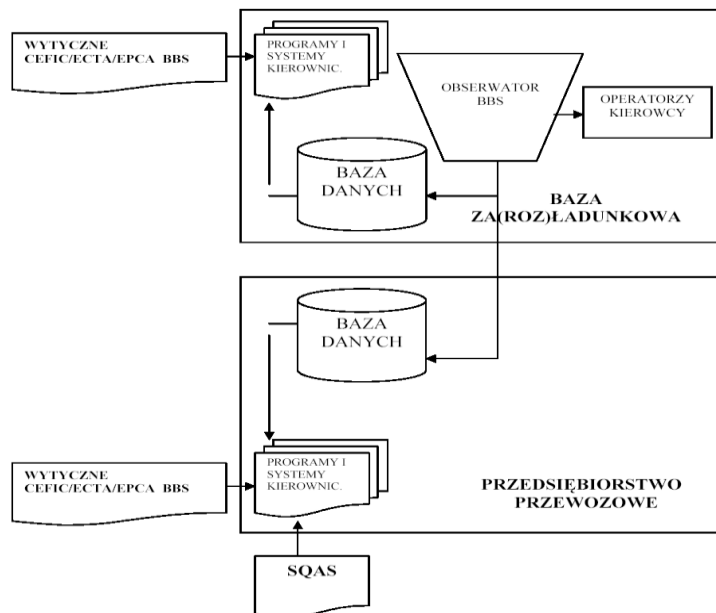 WYTYCZNE
CEFIC/ECTA/EPCA BBS
PROGRAMY I
SYSTEMY
KIEROWNIC.
OBSERWATOR
BBS
OPERATORZY
KIEROWCY
BAZA
DANYCH
BAZA
ZA(ROZ)ŁADUNKOWA
BAZA
DANYCH
WYTYCZNE
CEFIC/ECTA/EPCA BBS
PROGRAMY I
SYSTEMY
KIEROWNIC.
PRZEDSIĘBIORSTWO
PRZEWOZOWE
SQAS